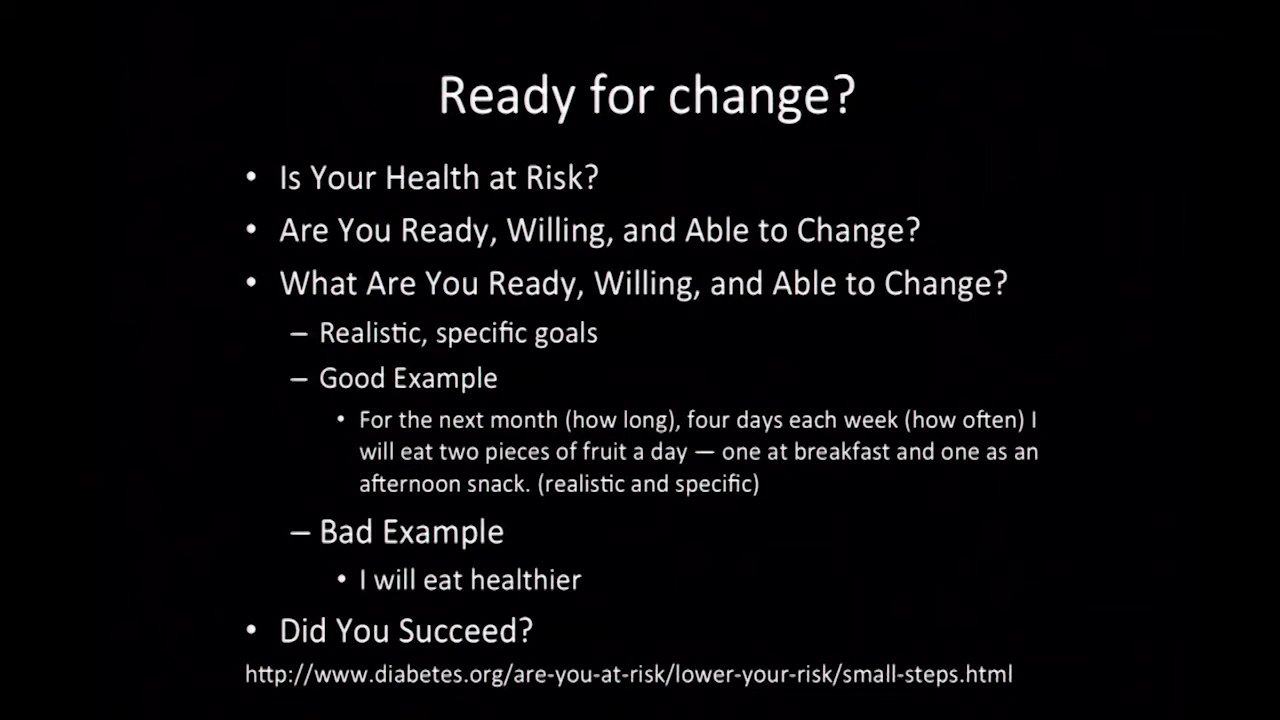 Ready for change?
• Is Your Health at Risk?
• Are You Ready, Willing, and Able to Change?
• What Are You Ready, Willing, and Able to Change?
– Realistic, specific goals
– Good Example
• For the next month (how long), four days each week (how often) I
will eat two pieces of fruit a day — one at breakfast and one as an
afternoon snack. (realistic and specific)
– Bad Example
• I will eat healthier
• Did You Succeed?
http://www.diabetes.org/are-you-at-risk/lower-your-risk/small-steps.html